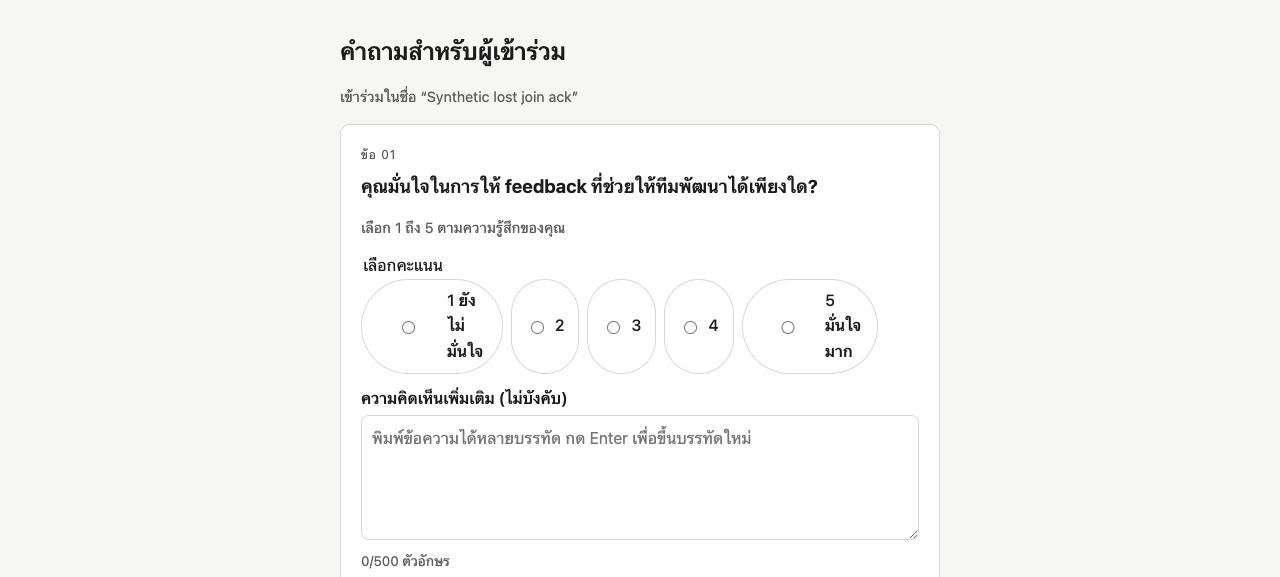 คำถามสำหรับผู้เข้าร่วม
เข้าร่วมในชื่อ “Synthetic lost join ack”
ข้อ 01
คุณมั่นใจในการให้ feedback ที่ช่วยให้ทีมพัฒนาได้เพียงใด?
เลือก 1 ถึง 5 ตามความรู้สึกของคุณ
เลือกคะแนน
1 ยัง
ไม่
มั่นใจ
2
3
4
5
มั่นใจ
มาก
ความคิดเห็นเพิ่มเติม (ไม่บังคับ)
พิมพ์ข้อความได้หลายบรรทัด กด Enter เพื่อขึ้นบรรทัดใหม่
0/500 ตัวอักษร